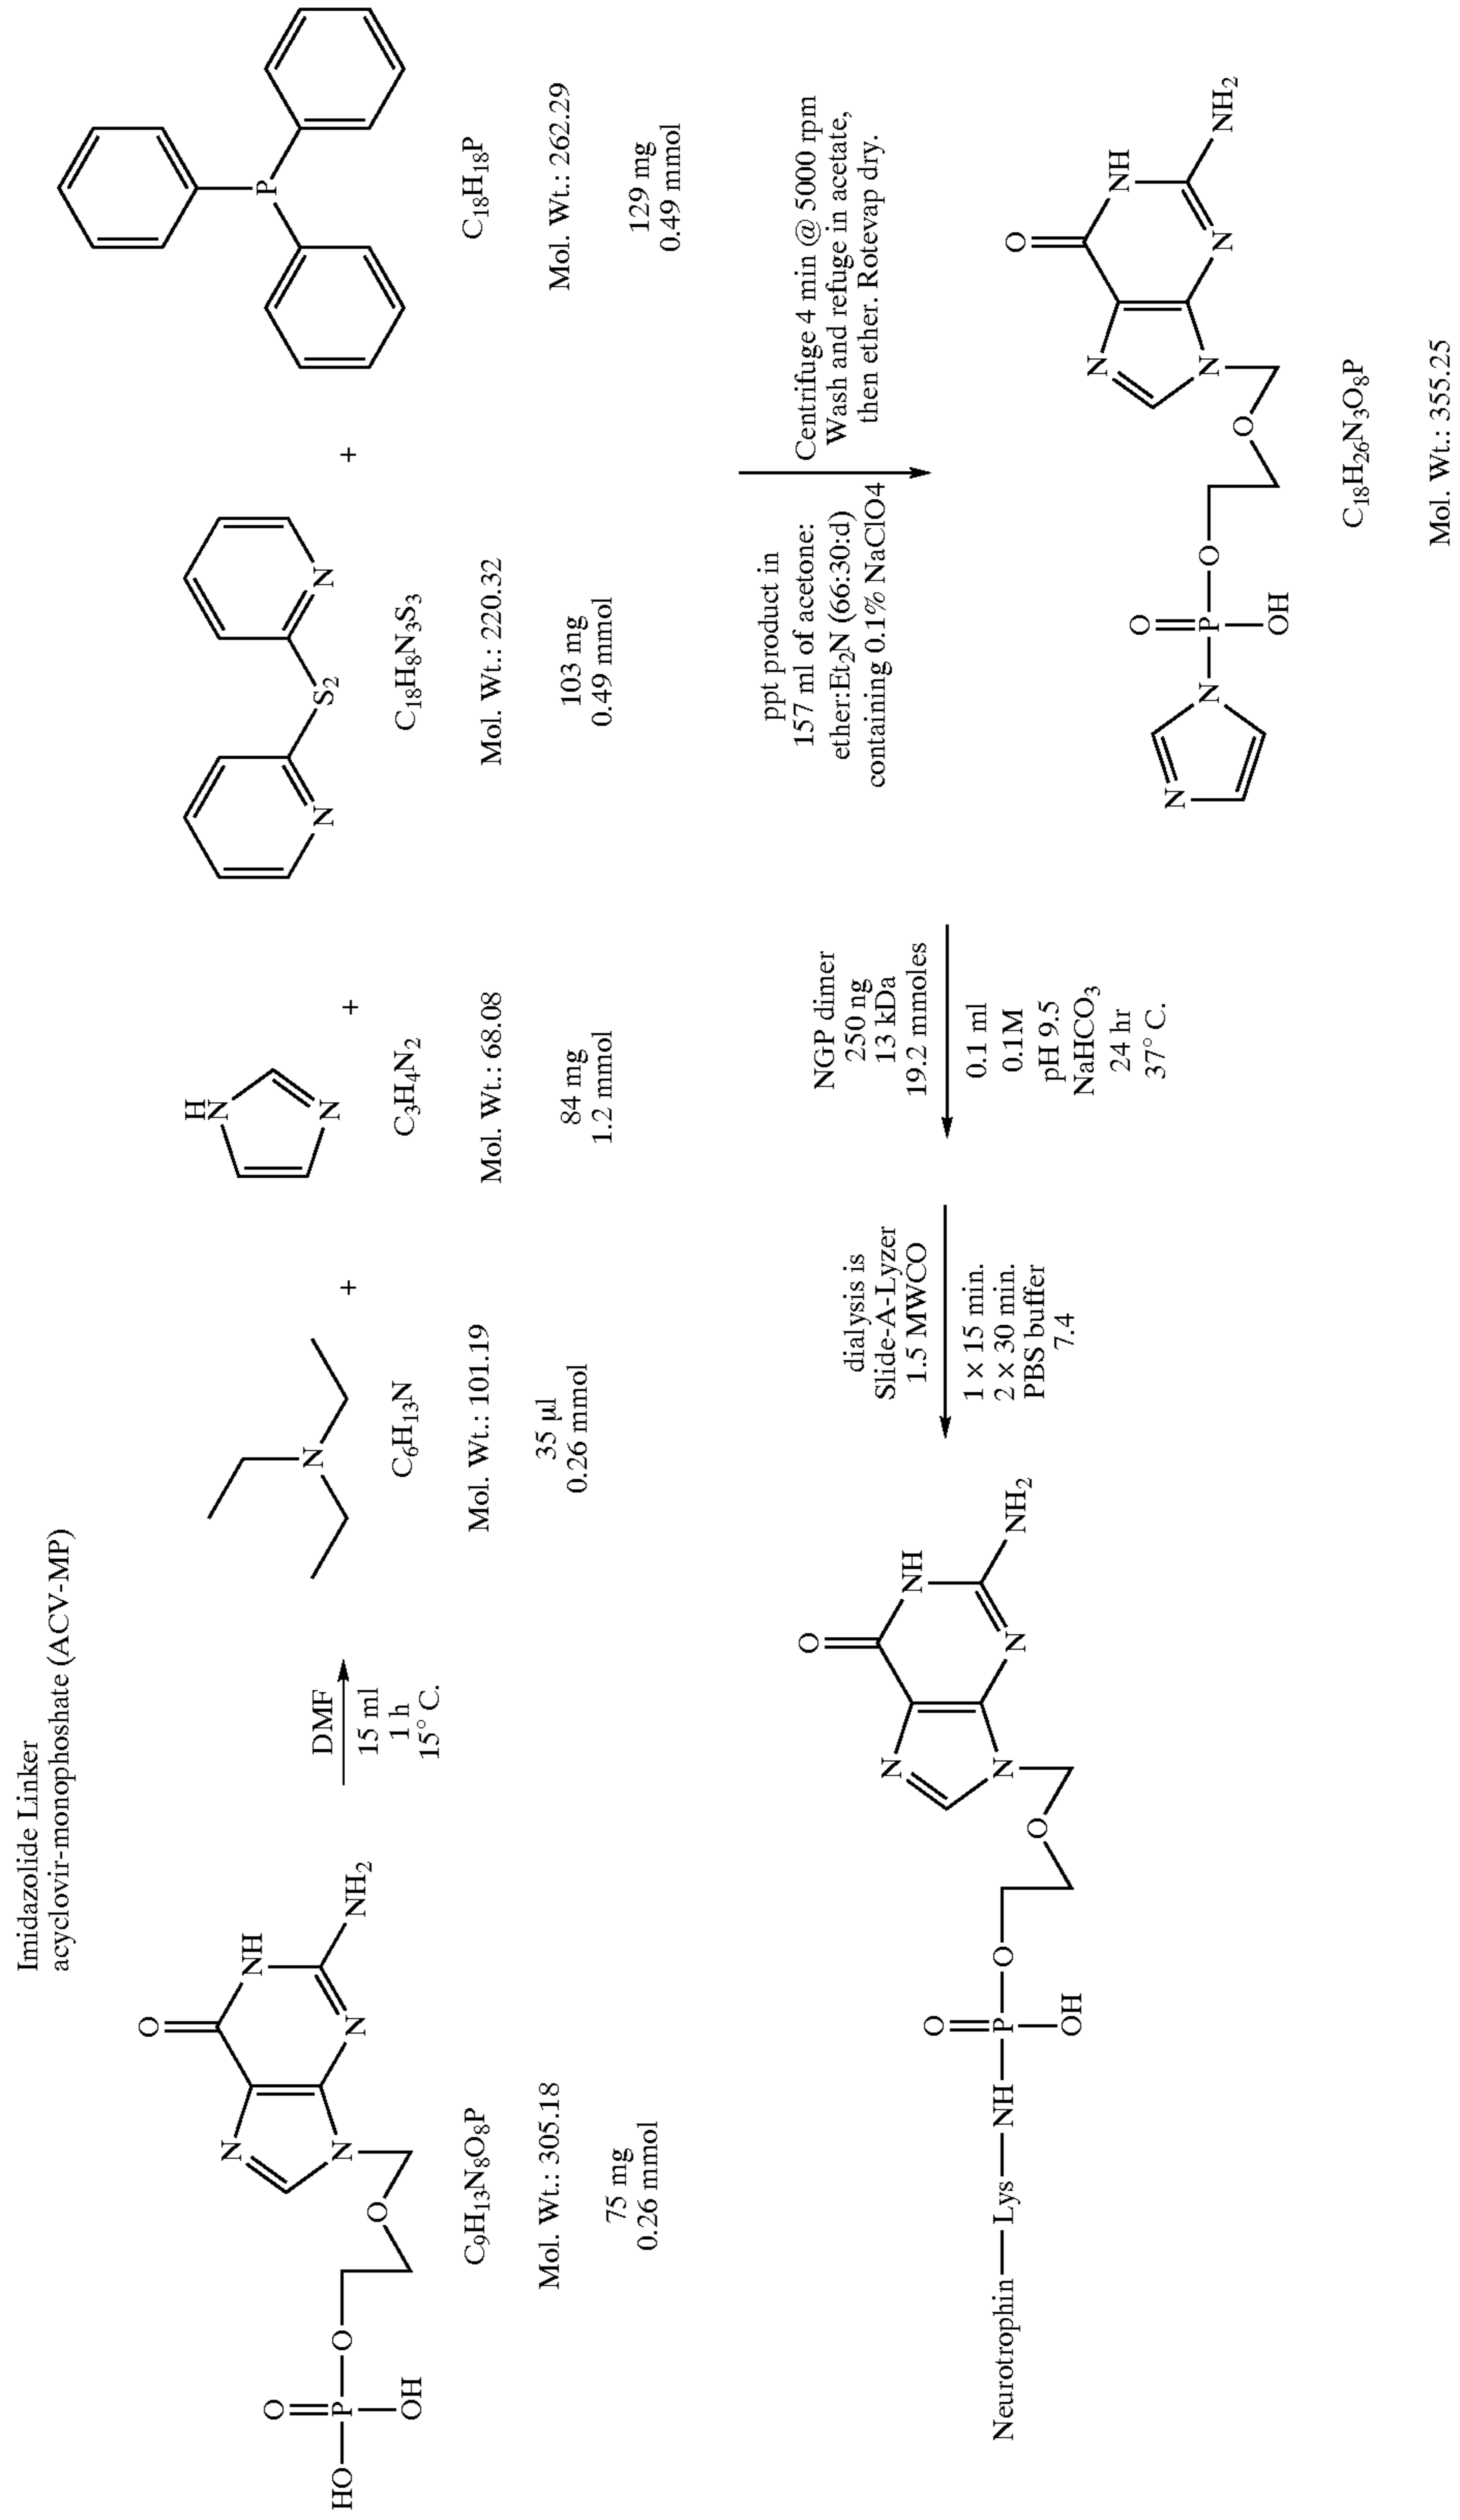 Imidazolide Linker
acyclovir-monophoshate (ACV-MP)
HO
O
P
OH
O
O
N
N
O
NH
N
NH2
C9H13N8O8P
Mol. Wt.: 305.18
75 mg
0.26 mmol
DMF
15 ml
1 h
15° C.
N
C6H13N
Mol. Wt.: 101.19
35 µl
0.26 mmol
+
H
N
N
C3H4N2
Mol. Wt.: 68.08
84 mg
1.2 mmol
+
N
S2
N
C18H8N3S3
Mol. Wt.: 220.32
103 mg
0.49 mmol
+
P
C18H18P
Mol. Wt.: 262.29
129 mg
0.49 mmol
ppt product in
157 ml of acetone:
ether:Et2N (66:30:d)
containing 0.1% NaClO4
Centrifuge 4 min @ 5000 rpm
Wash and refuge in acetate,
then ether. Rotevap dry.
N
N
O
P
OH
O
O
N
N
O
NH
N
NH2
C18H26N3O8P
Mol. Wt.: 355.25
NGP dimer
250 ng
13 kDa
19.2 mmoles
0.1 ml
0.1M
pH 9.5
NaHCO3
24 hr
37° C.
dialysis is
Slide-A-Lyzer
1.5 MWCO
1 × 15 min.
2 × 30 min.
PBS buffer
7.4
Neurotrophin
Lys
NH
O
P
OH
O
O
N
N
O
NH
N
NH2